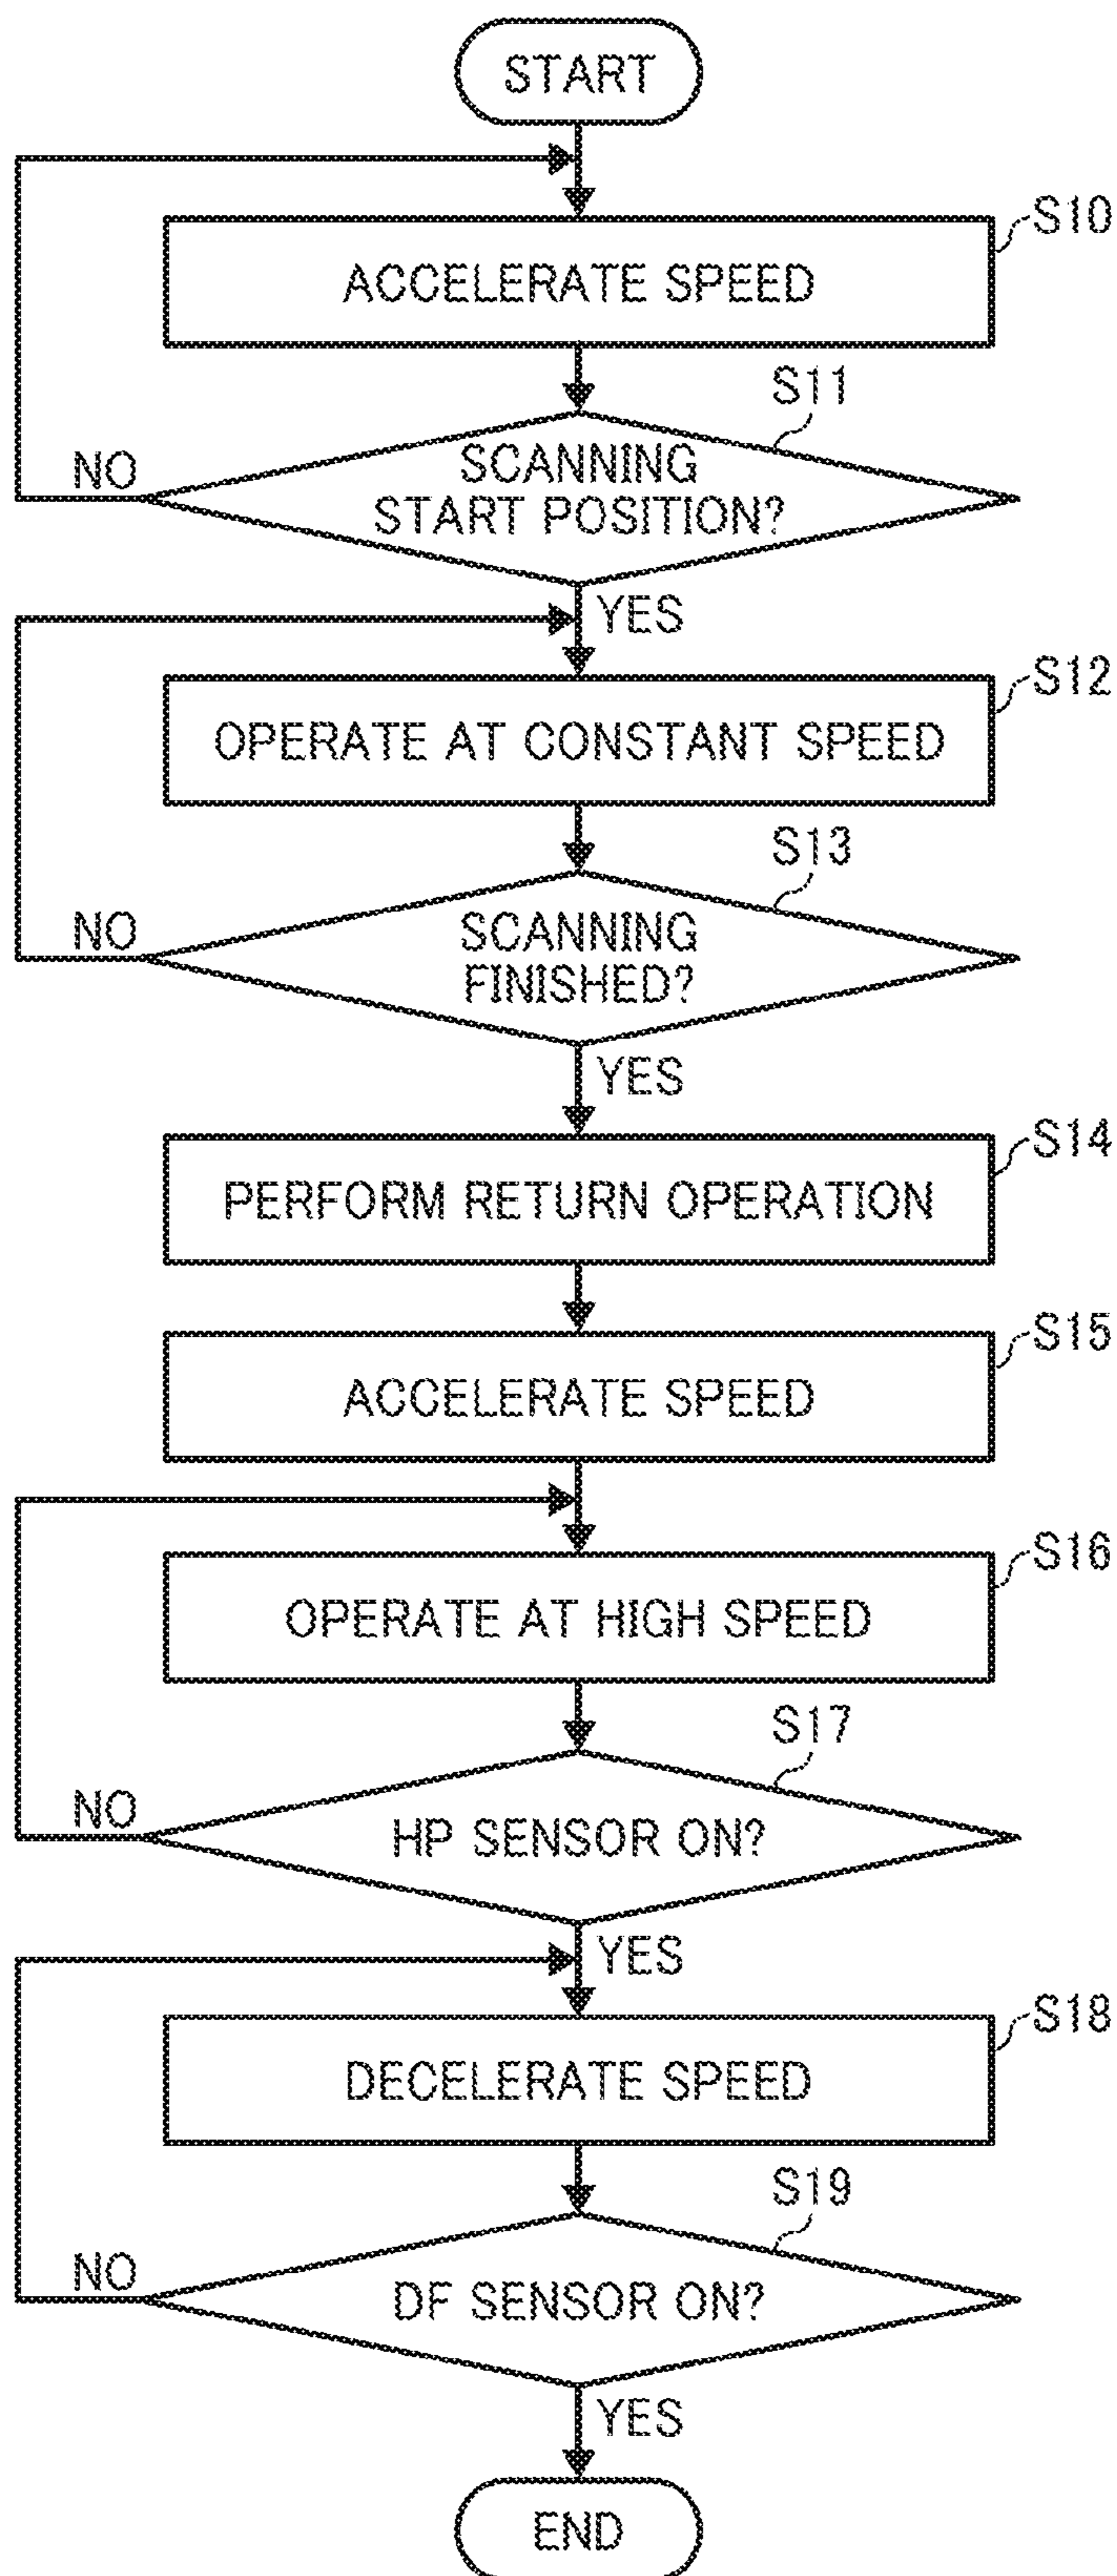 START
S10
ACCELERATE SPEED
S11
SCANNING
START POSITION?
NO
YES
S12
OPERATE AT CONSTANT SPEED
S13
SCANNING
FINISHED?
NO
YES
S14
PERFORM RETURN OPERATION
S15
ACCELERATE SPEED
S16
OPERATE AT HIGH SPEED
S17
HP SENSOR ON?
NO
YES
S18
DECELERATE SPEED
S19
DF SENSOR ON?
NO
YES
END